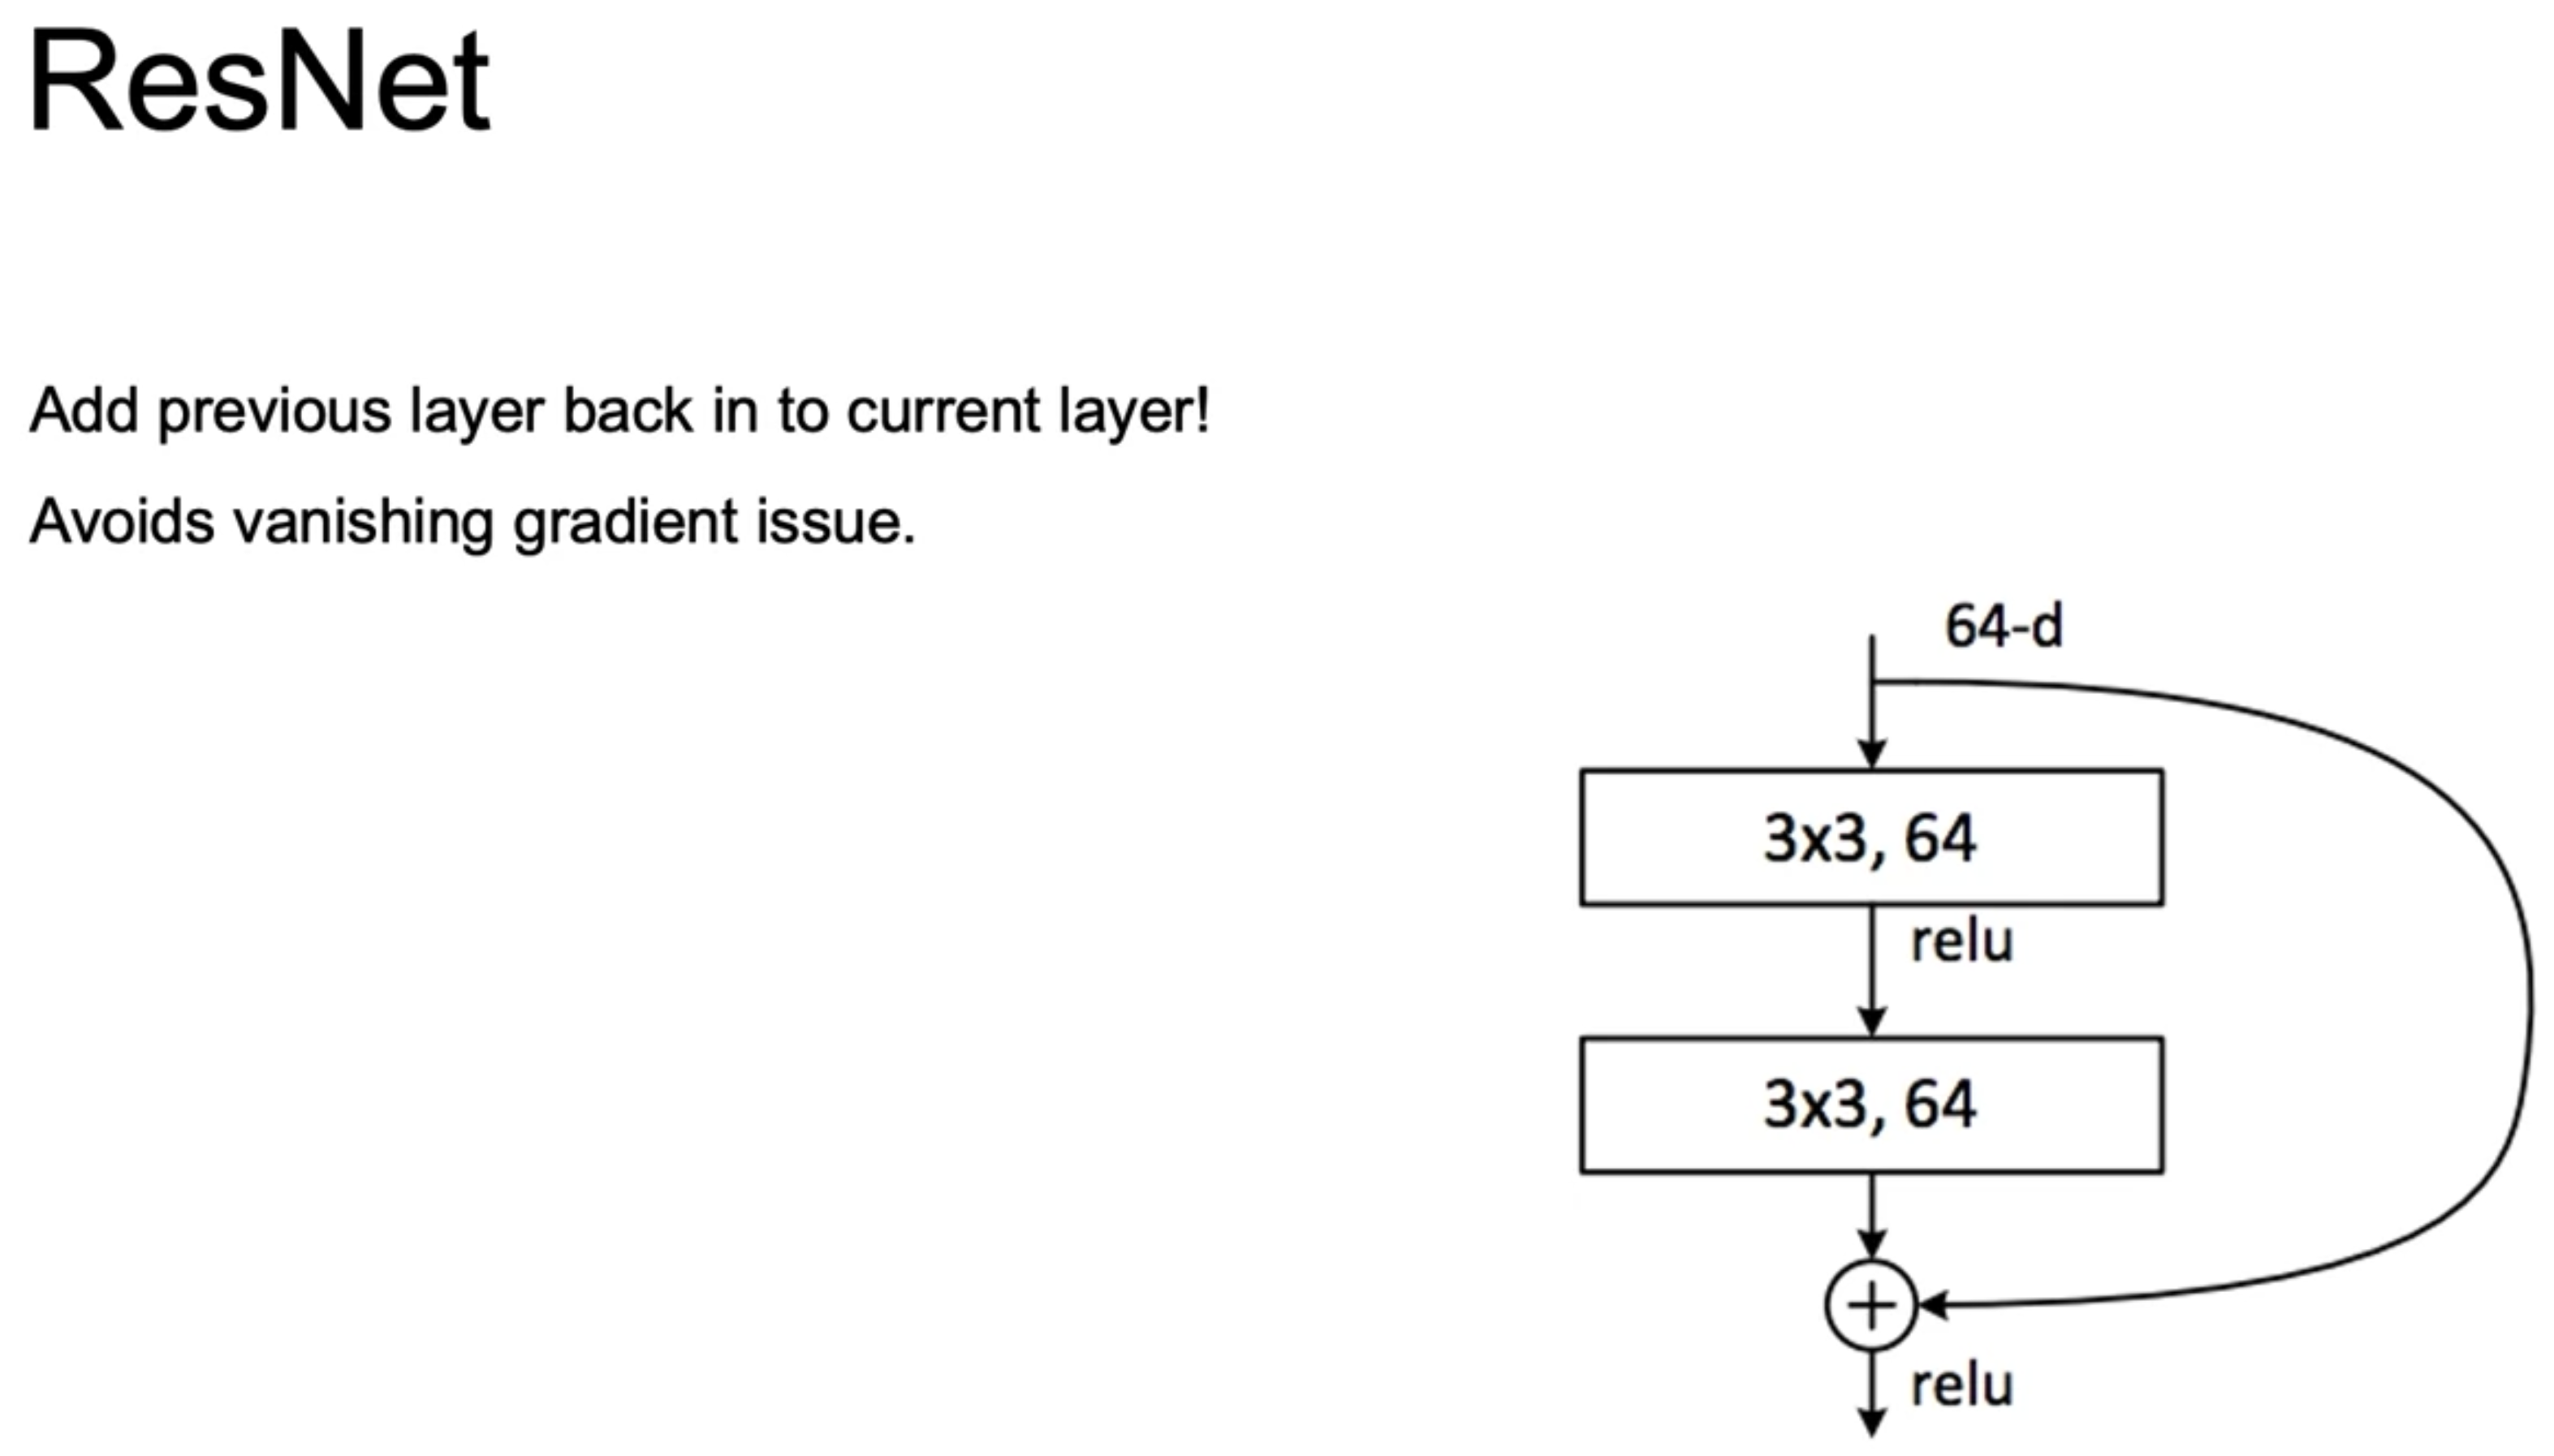 ResNet
Add previous layer back in to current layer!
Avoids vanishing gradient issue.
64-d
3x3, 64
relu
3x3, 64
+
relu